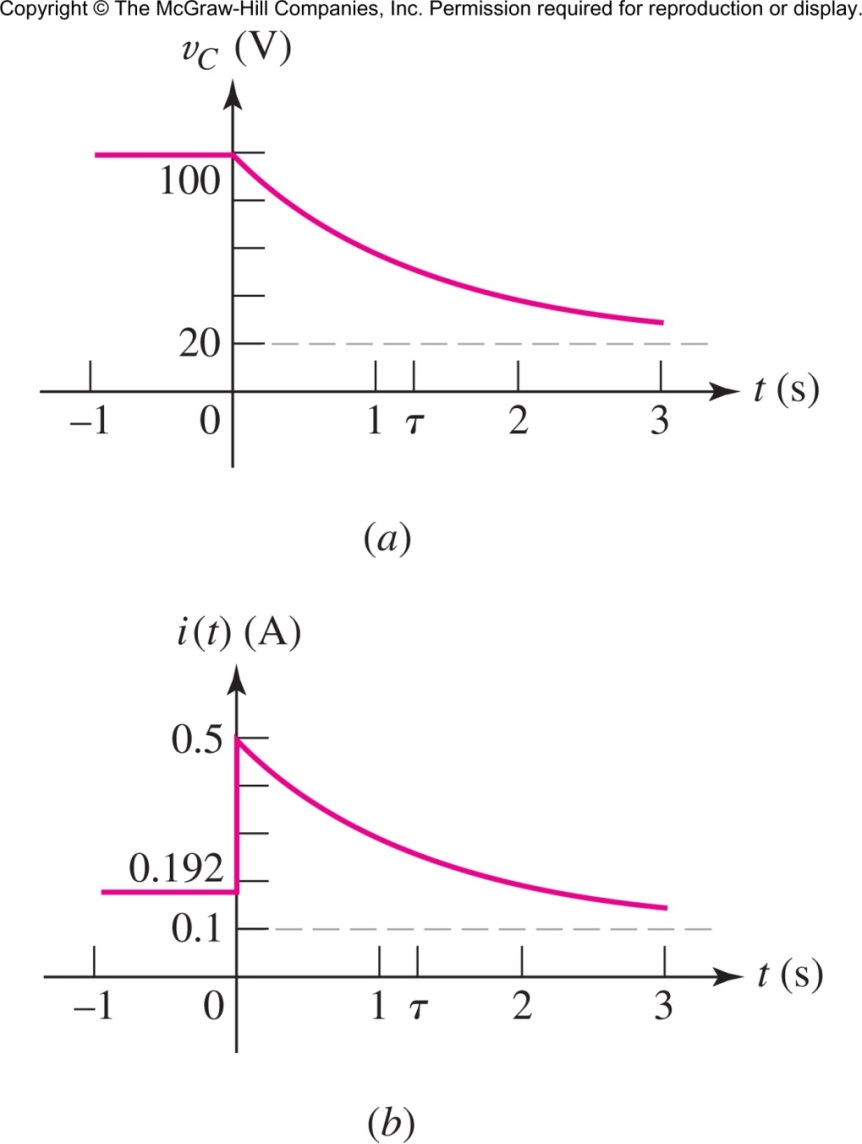 Copyright © The McGraw-Hill Companies, Inc. Permission required for reproduction or display.
v_C (V)
100
20
–1 0 1 τ 2 3 t (s)
(a)
i(t) (A)
0.5
0.192
0.1
–1 0 1 τ 2 3 t (s)
(b)